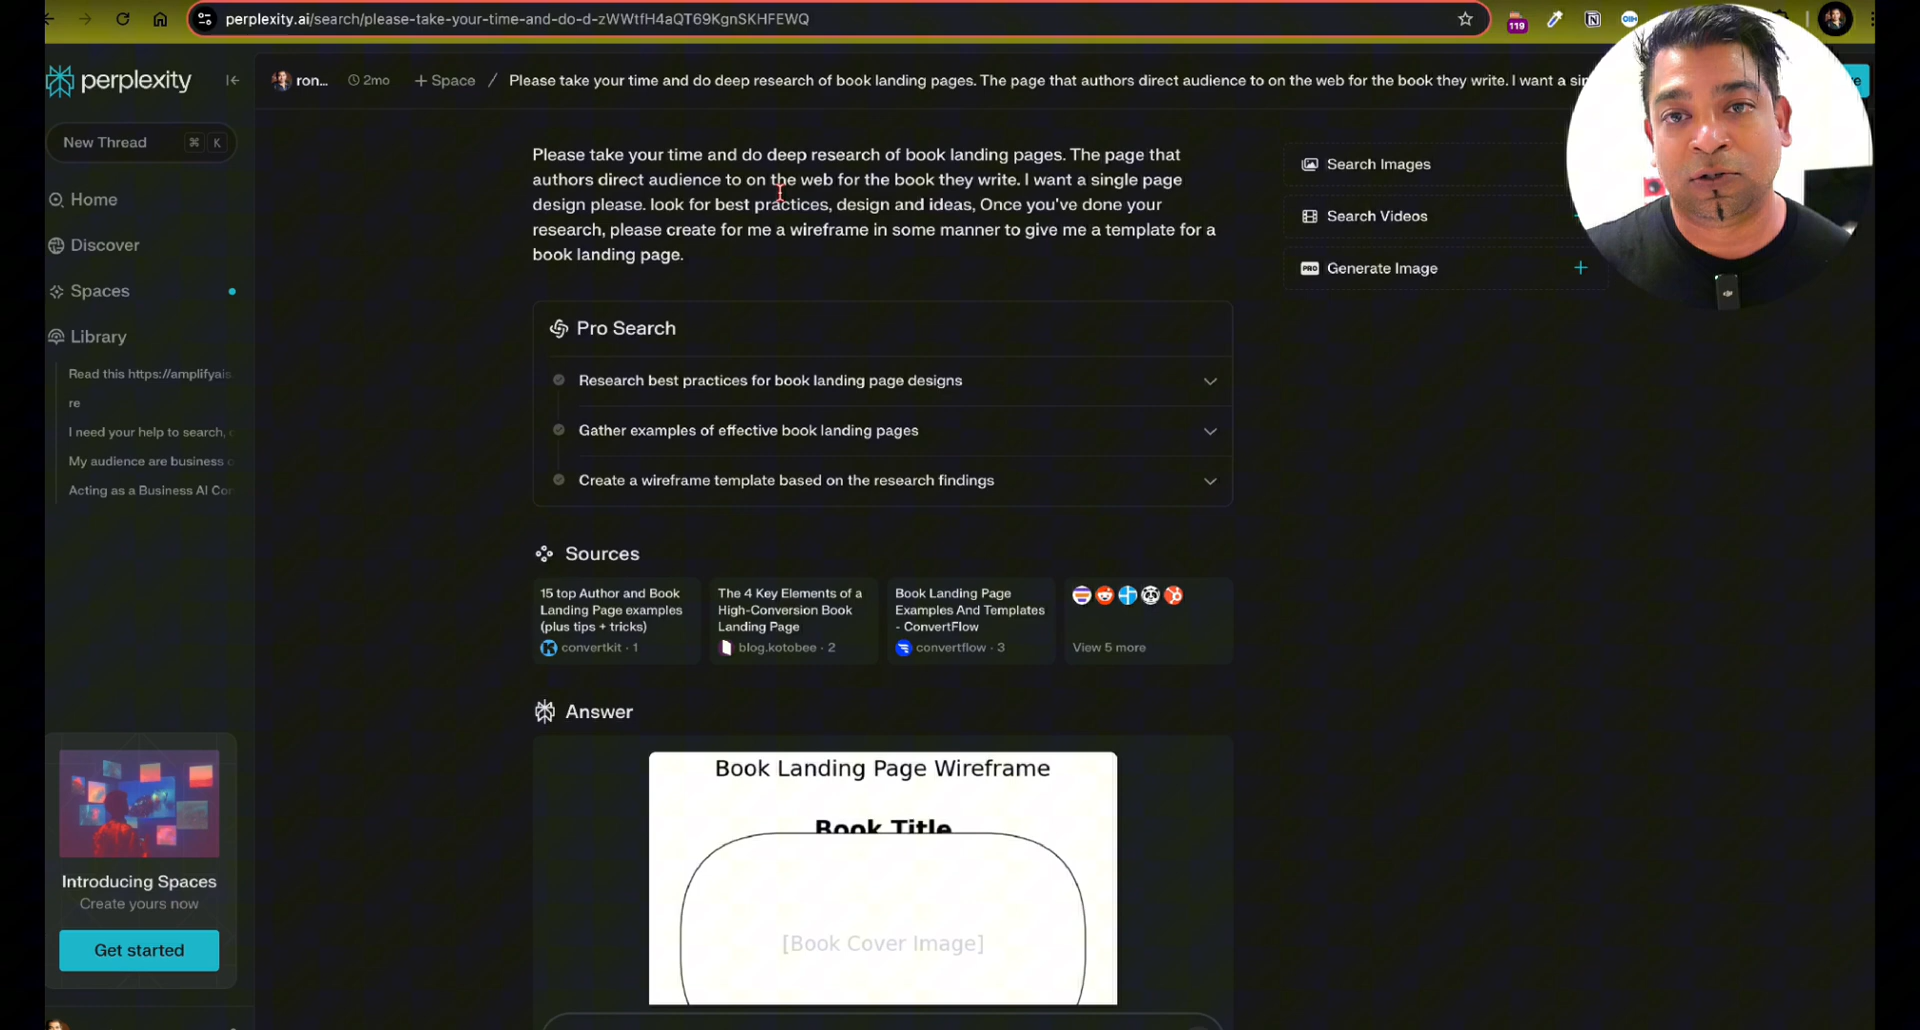 perplexity.ai/search/please-take-your-time-and-do-d-zWWtfH4aQT69KgnSKHFEWQ
119
perplexity
ron...
2mo
+ Space
/
Please take your time and do deep research of book landing pages. The page that authors direct audience to on the web for the book they write. I want a sin
New Thread
⌘ K
Home
Discover
Spaces
Library
Read this https://amplifyais
re
I need your help to search,
My audience are business o
Acting as a Business AI Cor
Introducing Spaces
Create yours now
Get started
Please take your time and do deep research of book landing pages. The page that
authors direct audience to on the web for the book they write. I want a single page
design please. look for best practices, design and ideas, Once you've done your
research, please create for me a wireframe in some manner to give me a template for a
book landing page.
Pro Search
Research best practices for book landing page designs
Gather examples of effective book landing pages
Create a wireframe template based on the research findings
Sources
15 top Author and Book
Landing Page examples
(plus tips + tricks)
convertkit · 1
The 4 Key Elements of a
High-Conversion Book
Landing Page
blog.kotobee · 2
Book Landing Page
Examples And Templates
- ConvertFlow
convertflow · 3
View 5 more
Answer
Book Landing Page Wireframe
Book Title
[Book Cover Image]
Search Images
Search Videos
PRO Generate Image
+